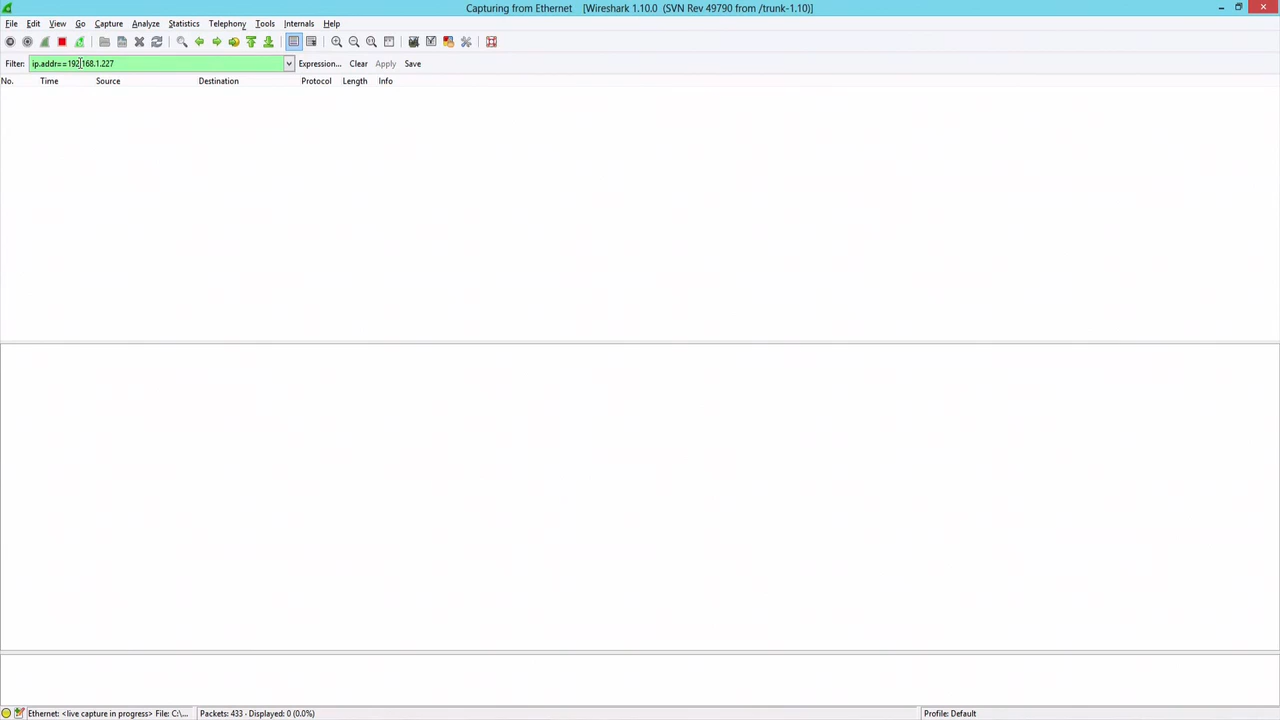 Capturing from Ethernet [Wireshark 1.10.0 (SVN Rev 49790 from /trunk-1.10)]
File Edit View Go Capture Analyze Statistics Telephony Tools Internals Help
Filter: ip.addr==192.168.1.227 Expression... Clear Apply Save
No. Time Source Destination Protocol Length Info
Ethernet: <live capture in progress> File: C:\... Packets: 433 - Displayed: 0 (0.0%) Profile: Default